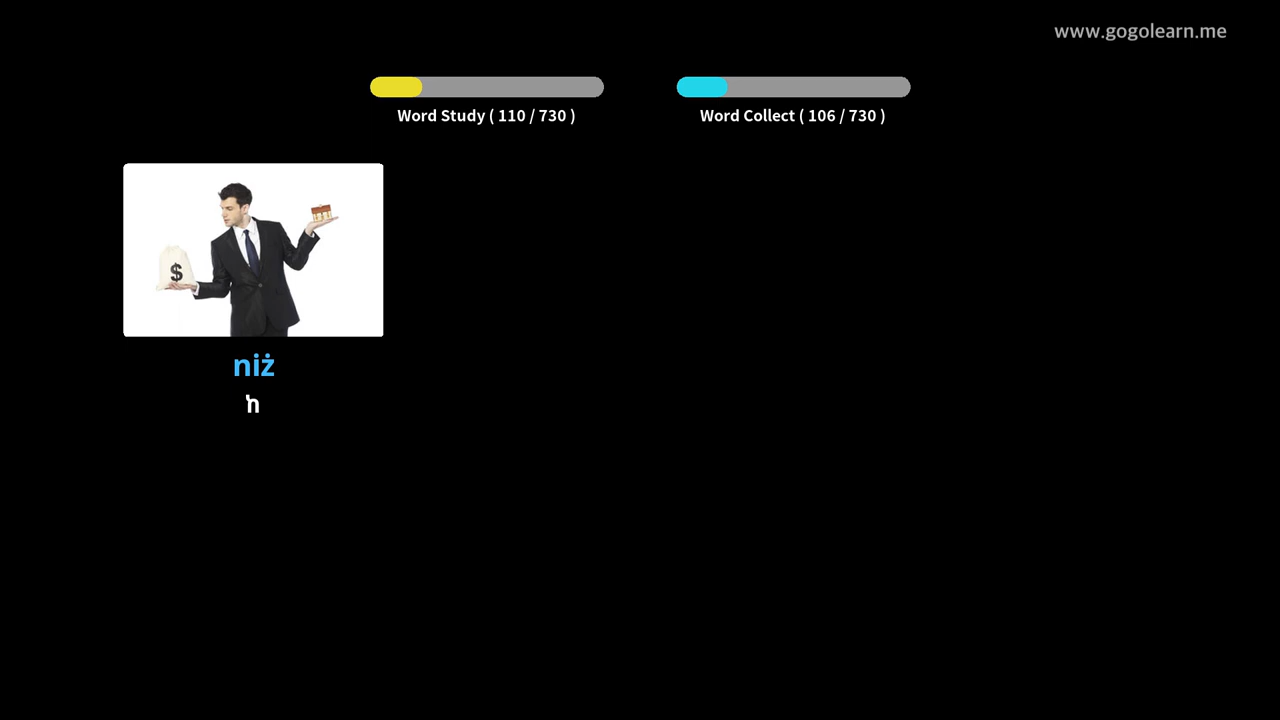 www.gogolearn.me
Word Study ( 110 / 730 )
Word Collect ( 106 / 730 )
$
niż
ከ